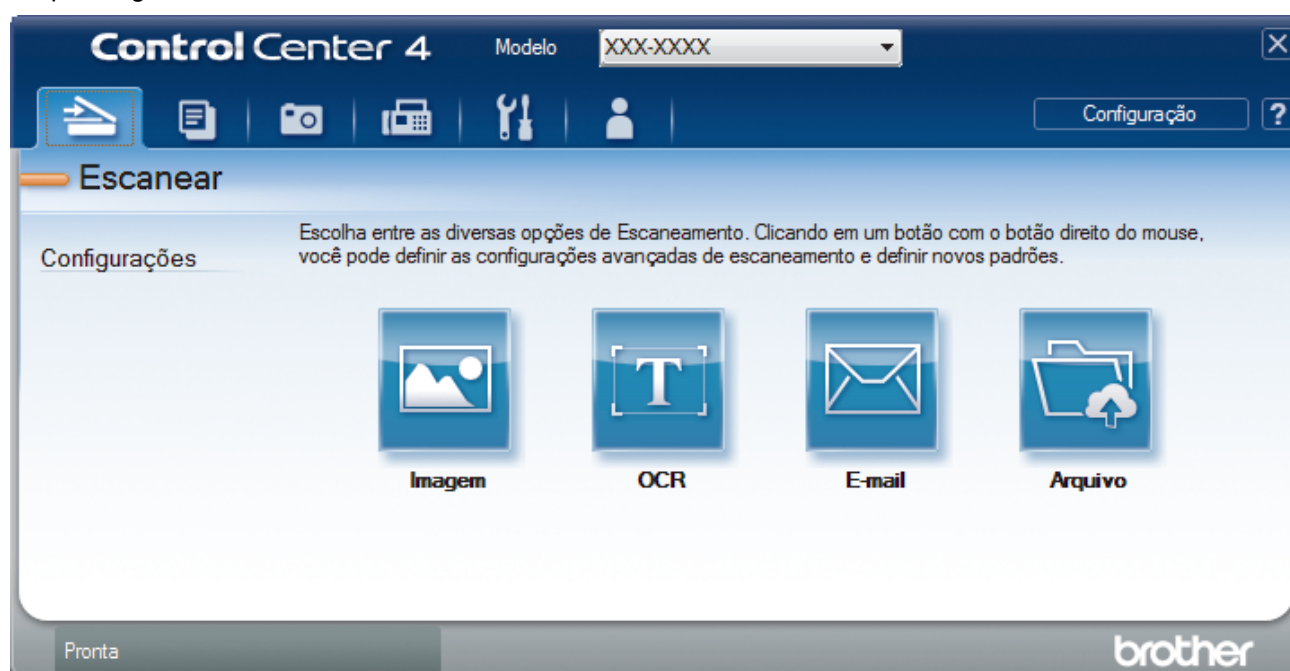 Control Center 4 Modelo XXX-XXXX
Configuração ?
Escanear
Configurações
Escolha entre as diversas opções de Escaneamento. Clicando em um botão com o botão direito do mouse,
você pode definir as configurações avançadas de escaneamento e definir novos padrões.
T
Imagem OCR E-mail Arquivo
Pronta
brother